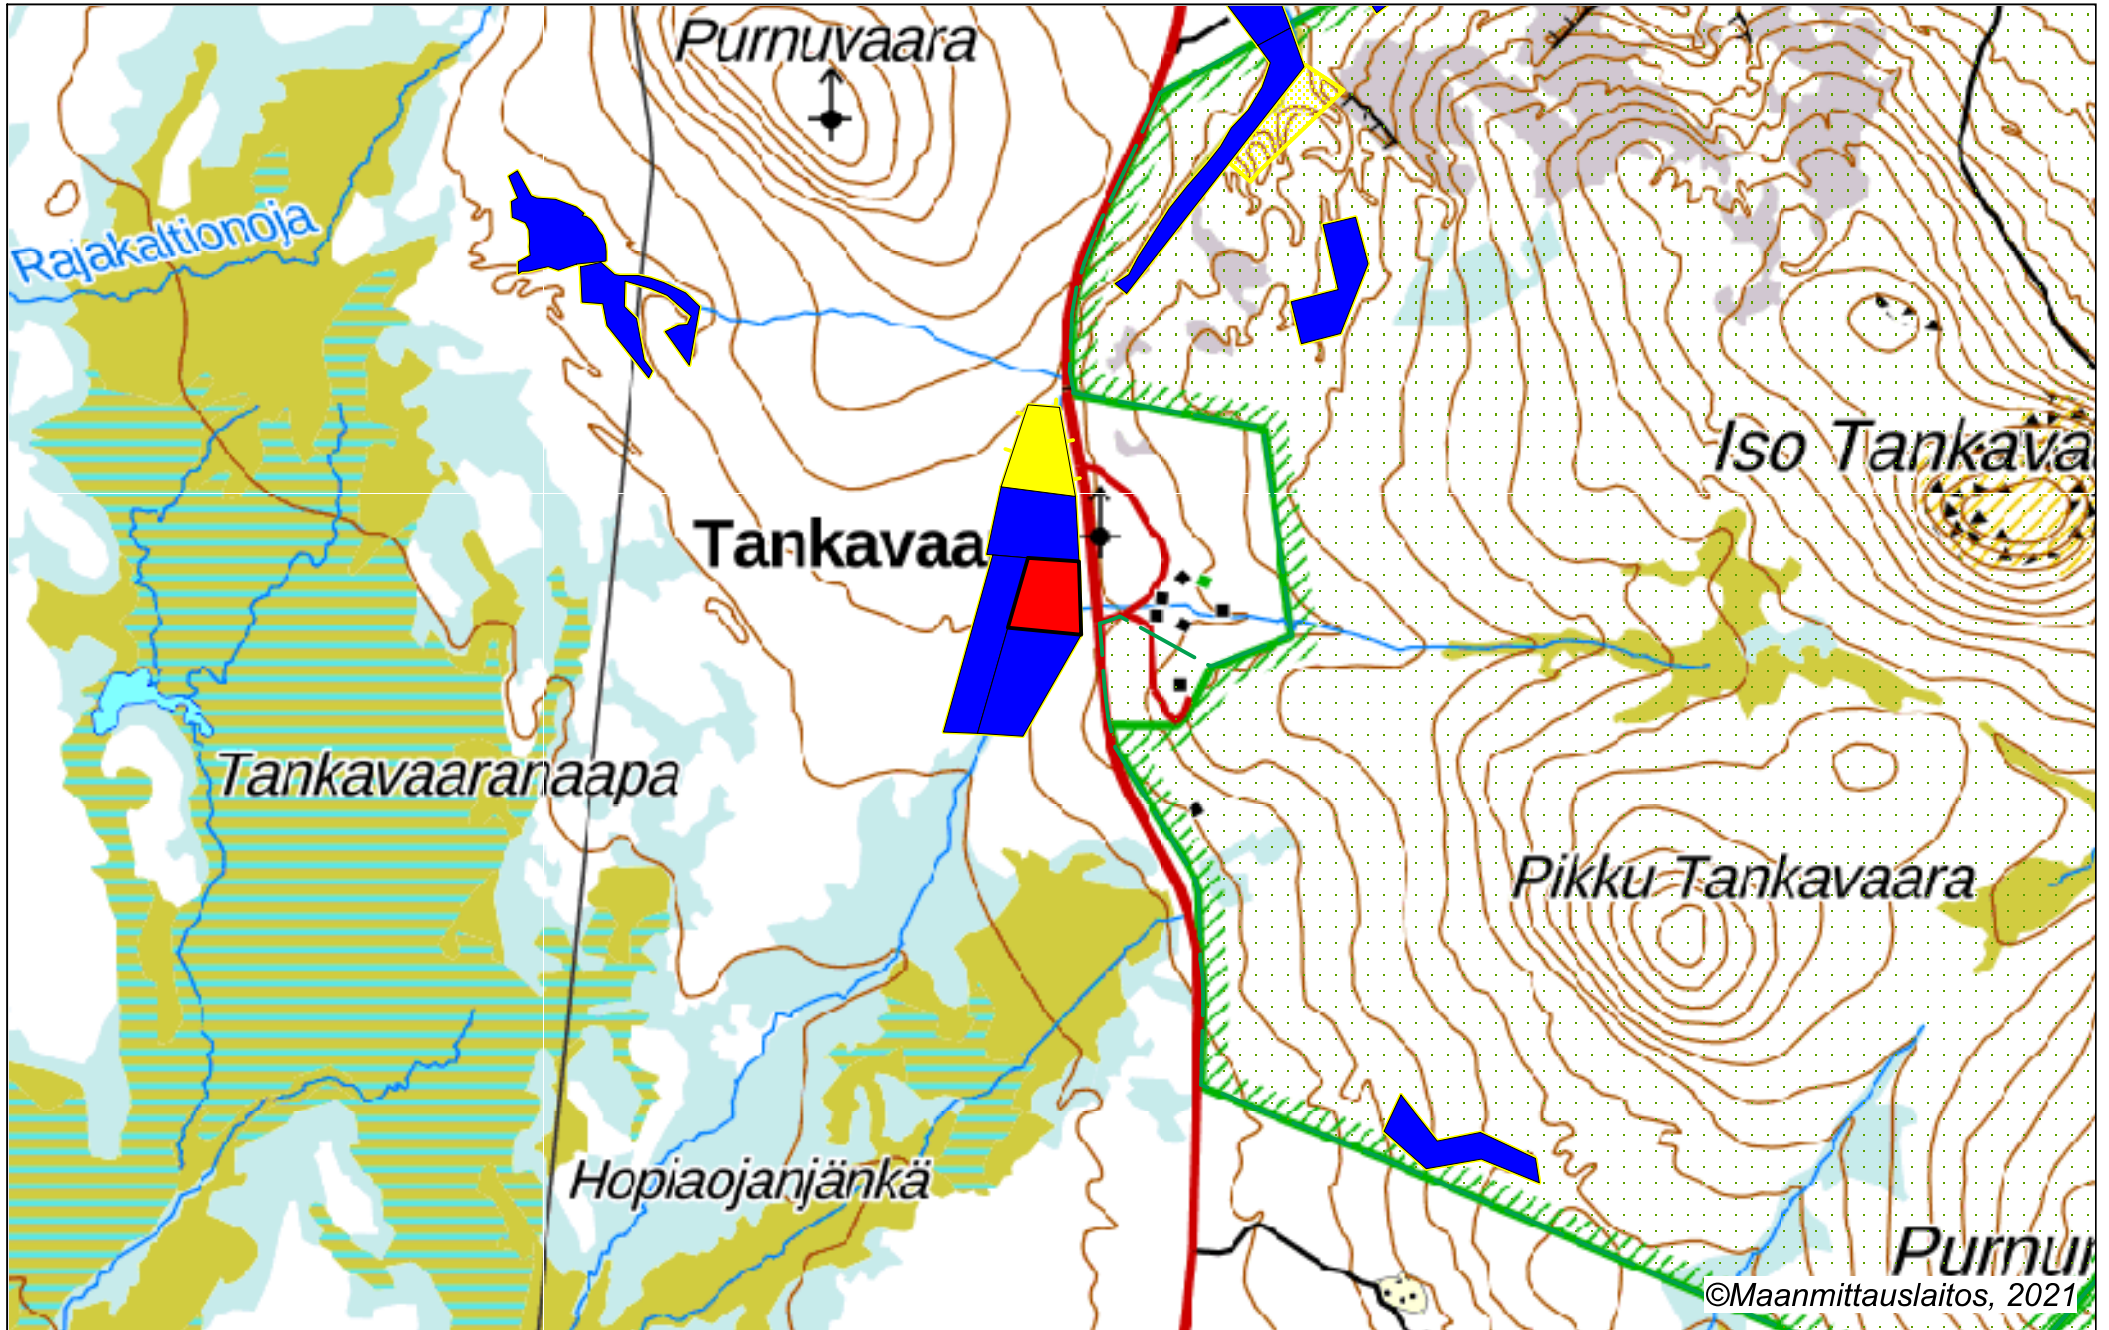 Purnuvaara
Rajakaltionoja
Iso Tankava
Tankavaa
Tankavaaranaapa
Pikku Tankavaara
Hopiaojanjänkä
Purnu
©Maanmittauslaitos, 2021